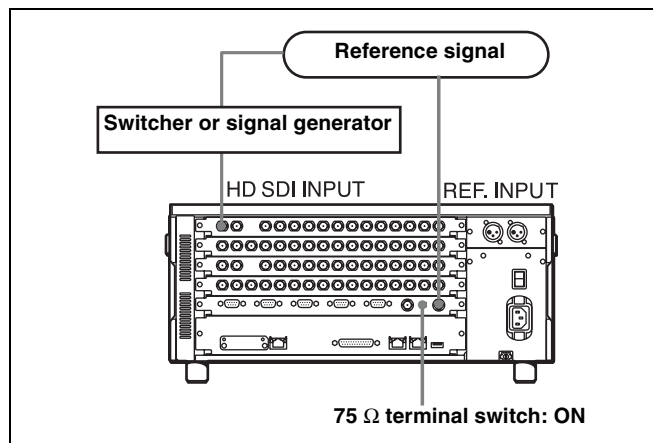 Reference signal
Switcher or signal generator
HD SDI INPUT
REF. INPUT
75 Ω terminal switch: ON